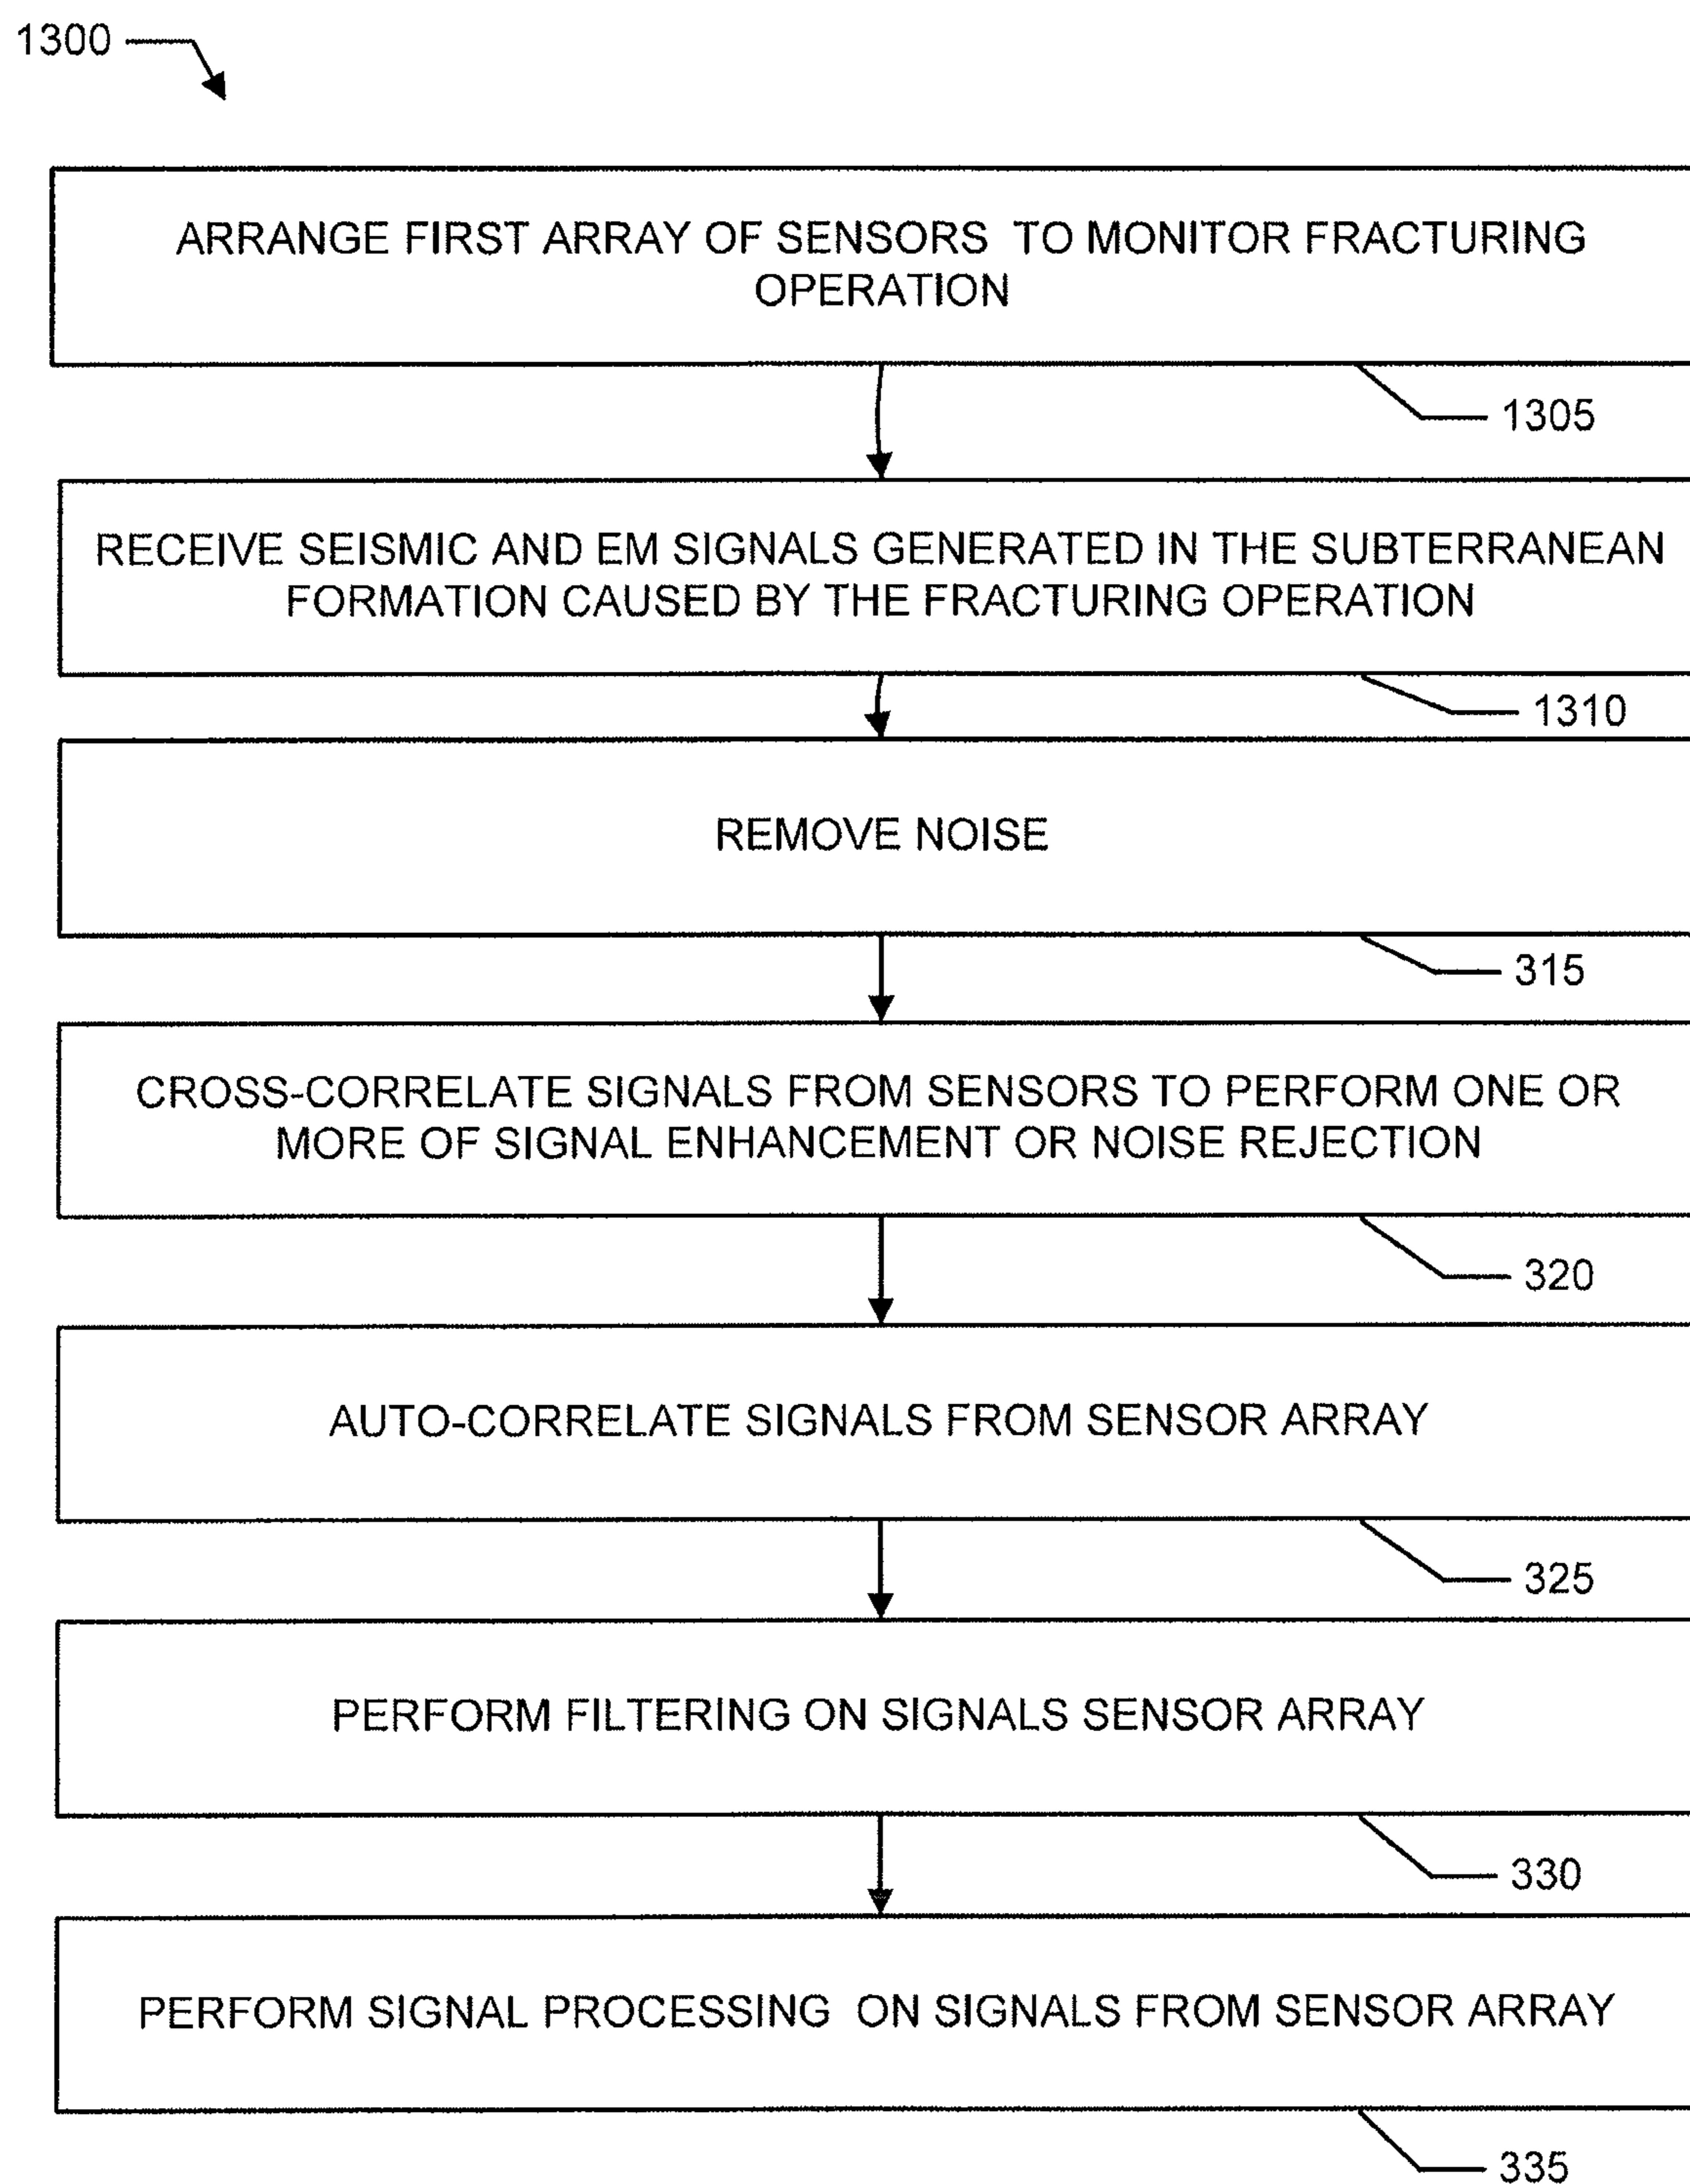 1300
ARRANGE FIRST ARRAY OF SENSORS TO MONITOR FRACTURING
OPERATION
1305
RECEIVE SEISMIC AND EM SIGNALS GENERATED IN THE SUBTERRANEAN
FORMATION CAUSED BY THE FRACTURING OPERATION
1310
REMOVE NOISE
315
CROSS-CORRELATE SIGNALS FROM SENSORS TO PERFORM ONE OR
MORE OF SIGNAL ENHANCEMENT OR NOISE REJECTION
320
AUTO-CORRELATE SIGNALS FROM SENSOR ARRAY
325
PERFORM FILTERING ON SIGNALS SENSOR ARRAY
330
PERFORM SIGNAL PROCESSING ON SIGNALS FROM SENSOR ARRAY
335